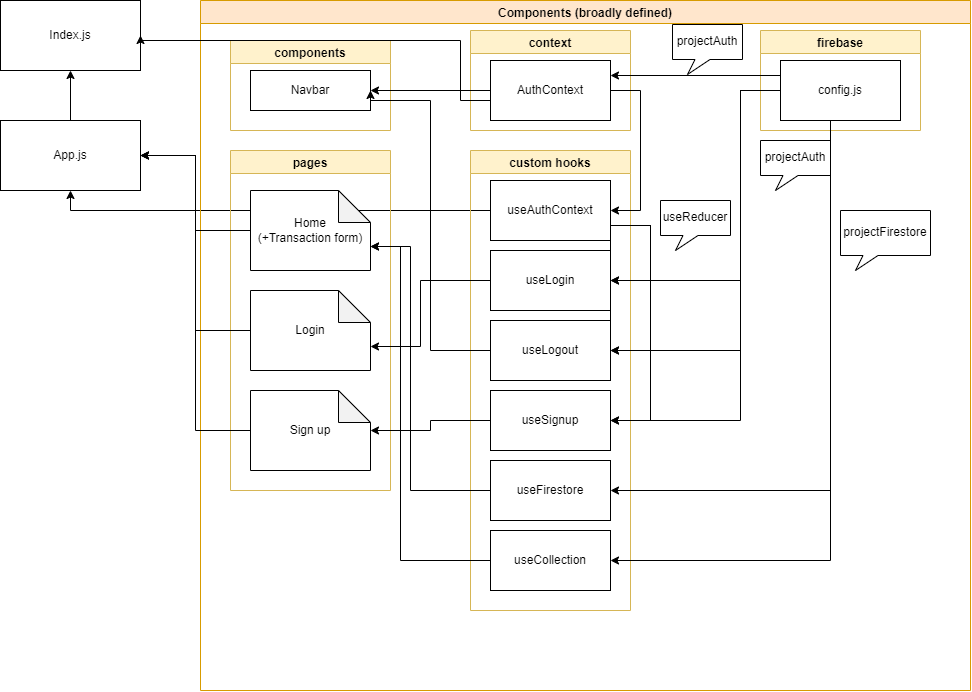 Components (broadly defined)
Index.js
components
context
projectAuth
firebase
Navbar
AuthContext
config.js
App.js
pages
custom hooks
projectAuth
Home
(+Transaction form)
useAuthContext
useReducer
projectFirestore
useLogin
Login
useLogout
Sign up
useSignup
useFirestore
useCollection